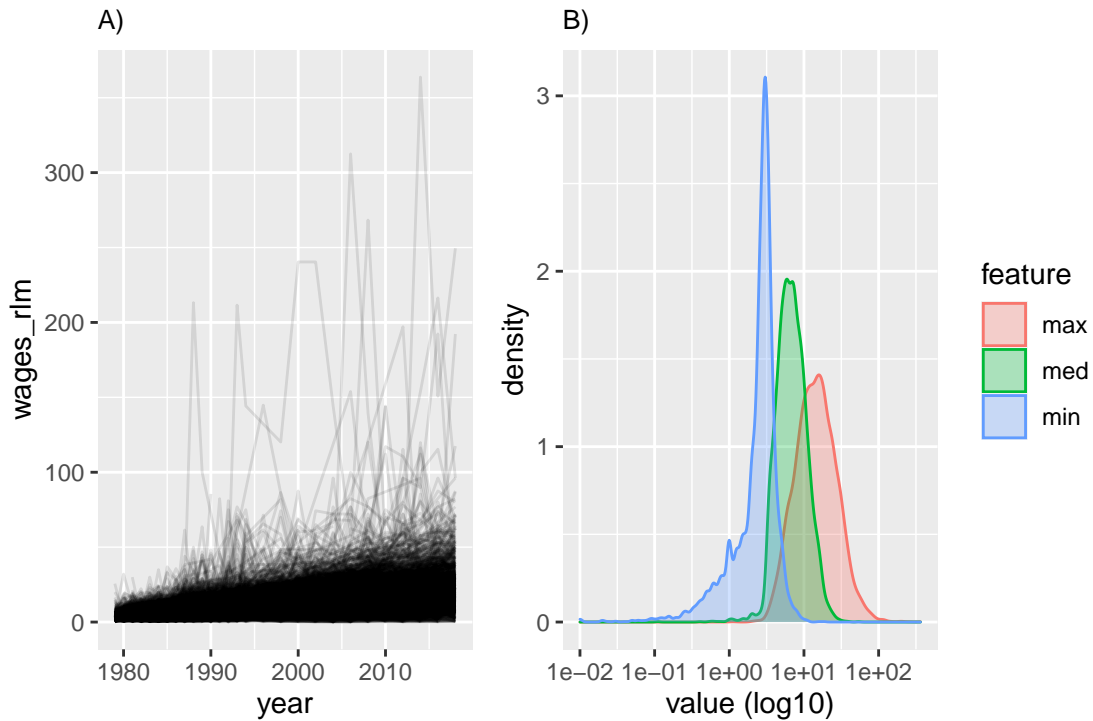 A)
300
200
100
0
wages_rlm
1980 1990 2000 2010
year
B)
3
2
1
0
density
1e−02 1e−01 1e+00 1e+01 1e+02
value (log10)
feature
max
med
min